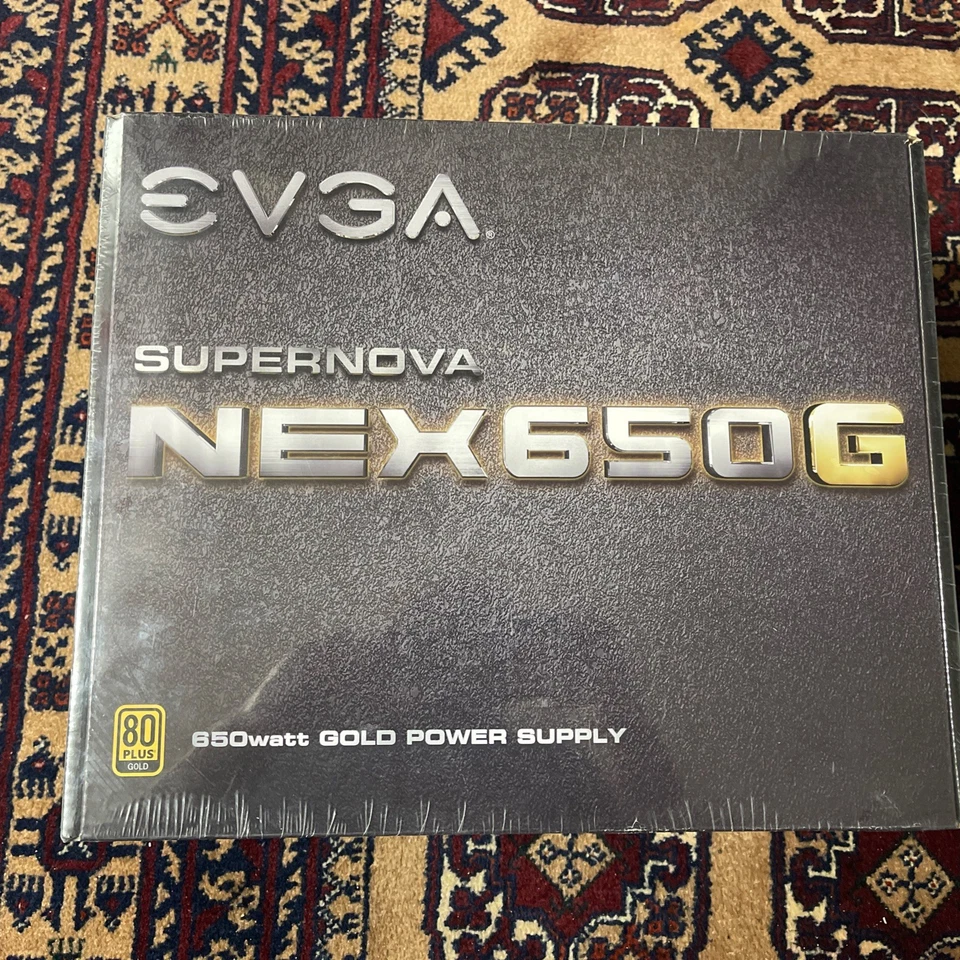 EVGA®
SUPERNOVA
NEX650G
80
PLUS
GOLD
650watt GOLD POWER SUPPLY